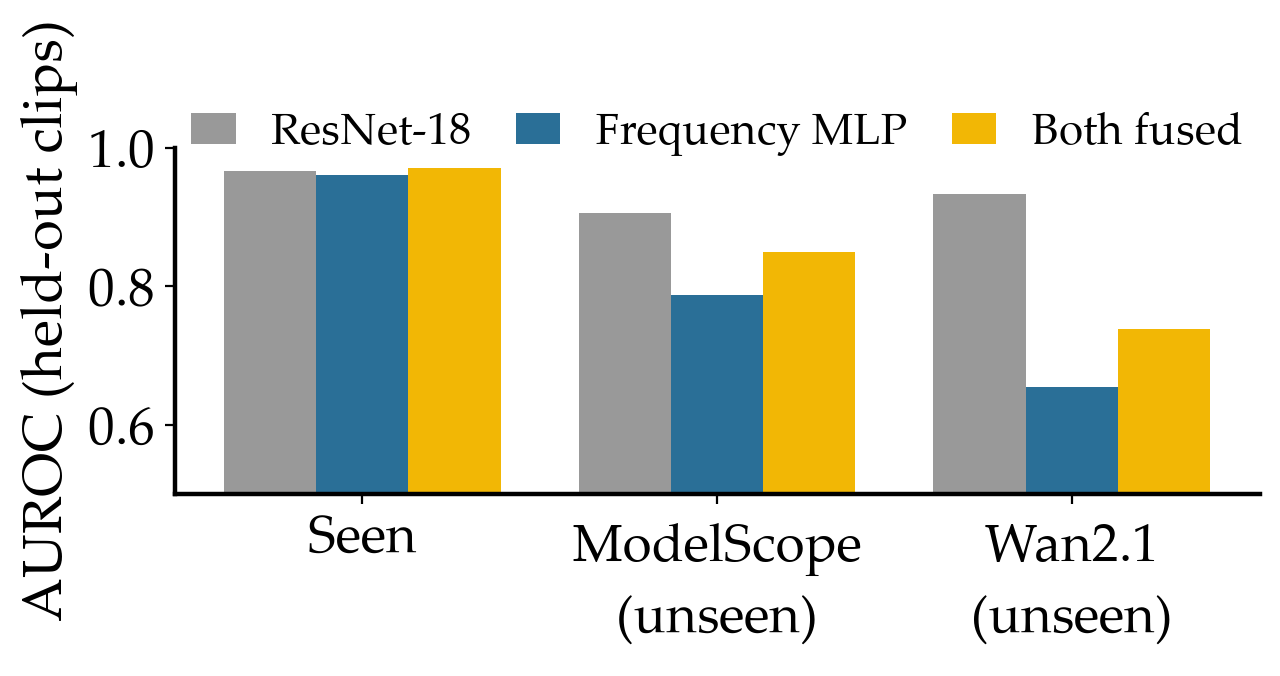 AUROC (held-out clips)
ResNet-18 Frequency MLP Both fused
1.0
0.8
0.6
Seen ModelScope Wan2.1
(unseen) (unseen)